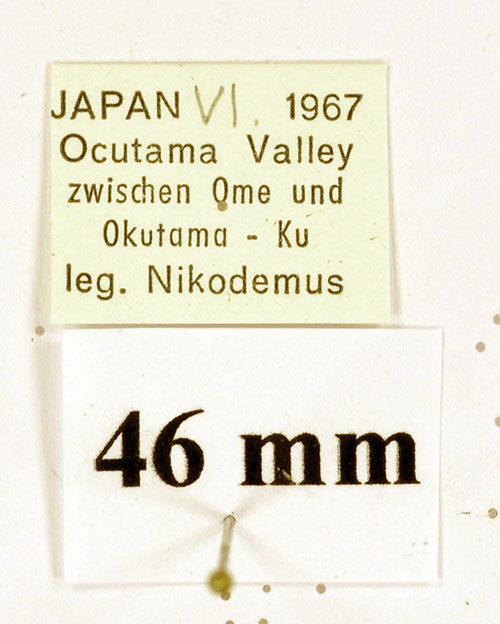 JAPAN VI. 1967
Ocutama Valley
zwischen Ome und
Okutama - Ku
leg. Nikodemus
46 mm